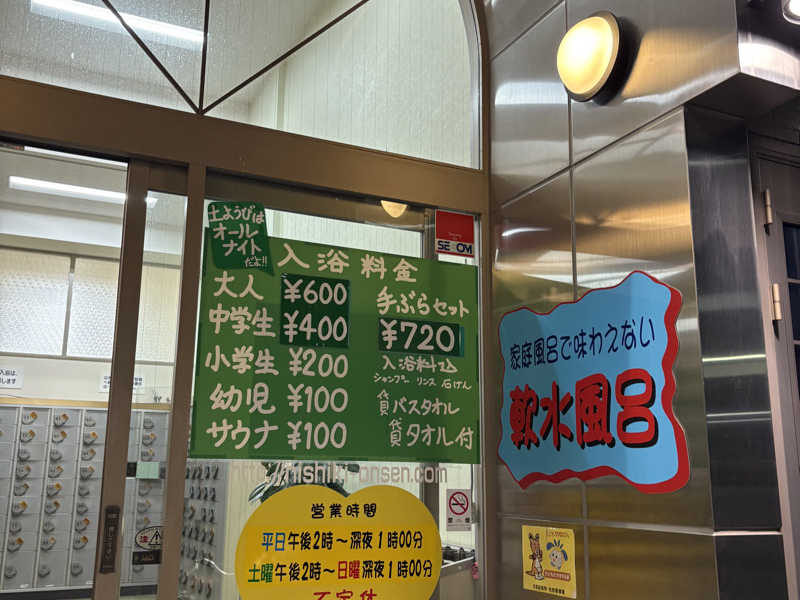 土ようびは
オール
ナイト
だよ!!
入浴料金
大人 ¥600
中学生 ¥400
小学生 ¥200
幼児 ¥100
サウナ ¥100
手ぶらセット
¥720
入浴料込
シャンプー リンス 石けん
貸バスタオル
貸タオル付
SECOM
営業時間
平日午後2時〜深夜1時00分
土曜午後2時〜日曜深夜1時00分
不定休
家庭風呂で味わえない
軟水風呂